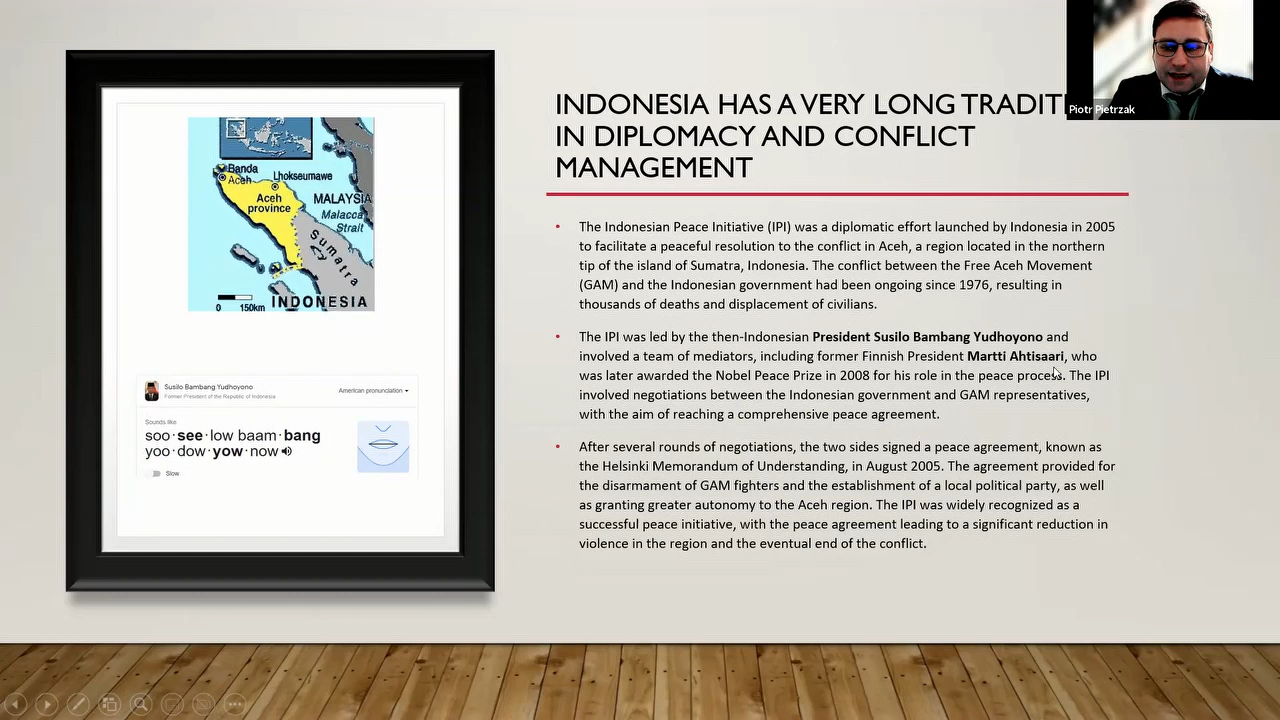 Piotr Pietrzak
INDONESIA HAS A VERY LONG TRADIT
IN DIPLOMACY AND CONFLICT
MANAGEMENT
Banda
Aceh
Lhokseumawe
Aceh
province
MALAYSIA
Malacca
Strait
Sumatra
INDONESIA
0 150km
Susilo Bambang Yudhoyono
Former President of the Republic of Indonesia
American pronunciation
Sounds like
soo·see·low baam·bang
yoo·dow·yow·now
Slow
• The Indonesian Peace Initiative (IPI) was a diplomatic effort launched by Indonesia in 2005
to facilitate a peaceful resolution to the conflict in Aceh, a region located in the northern
tip of the island of Sumatra, Indonesia. The conflict between the Free Aceh Movement
(GAM) and the Indonesian government had been ongoing since 1976, resulting in
thousands of deaths and displacement of civilians.
• The IPI was led by the then-Indonesian President Susilo Bambang Yudhoyono and
involved a team of mediators, including former Finnish President Martti Ahtisaari, who
was later awarded the Nobel Peace Prize in 2008 for his role in the peace process. The IPI
involved negotiations between the Indonesian government and GAM representatives,
with the aim of reaching a comprehensive peace agreement.
• After several rounds of negotiations, the two sides signed a peace agreement, known as
the Helsinki Memorandum of Understanding, in August 2005. The agreement provided for
the disarmament of GAM fighters and the establishment of a local political party, as well
as granting greater autonomy to the Aceh region. The IPI was widely recognized as a
successful peace initiative, with the peace agreement leading to a significant reduction in
violence in the region and the eventual end of the conflict.